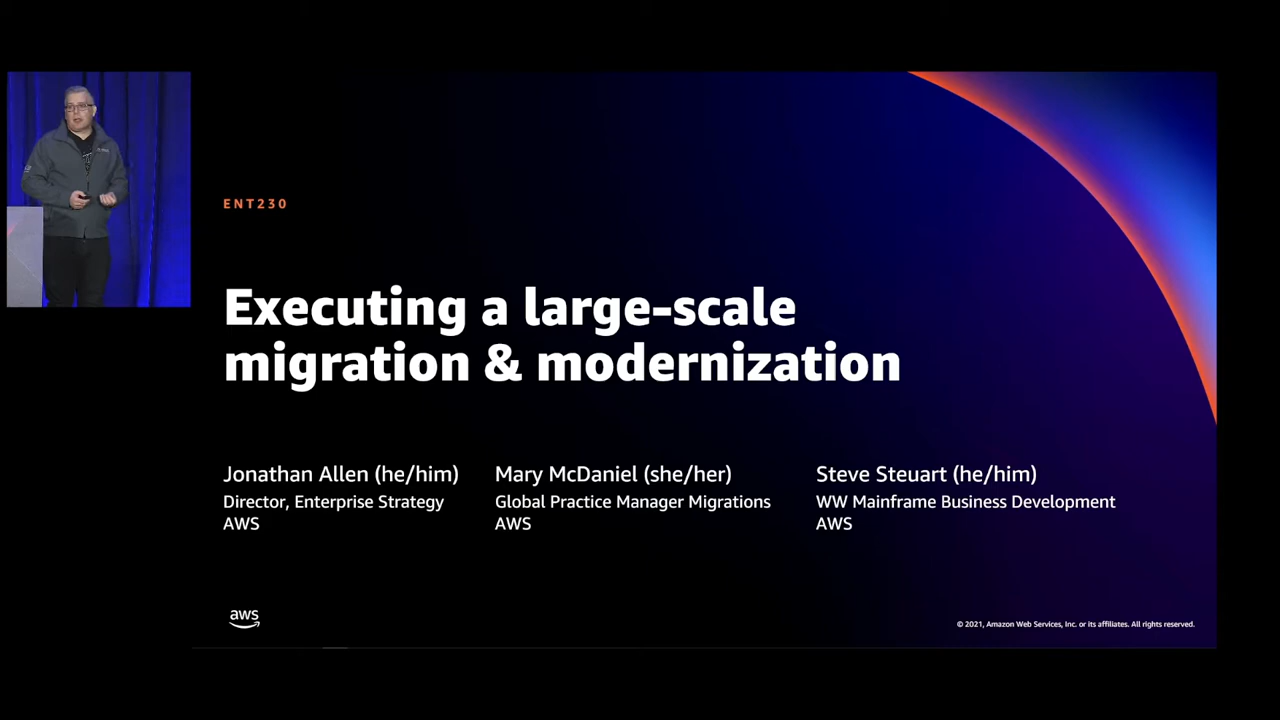 ENT230
Executing a large-scale
migration & modernization
Jonathan Allen (he/him)
Director, Enterprise Strategy
AWS
Mary McDaniel (she/her)
Global Practice Manager Migrations
AWS
Steve Steuart (he/him)
WW Mainframe Business Development
AWS
aws
© 2021, Amazon Web Services, Inc. or its affiliates. All rights reserved.